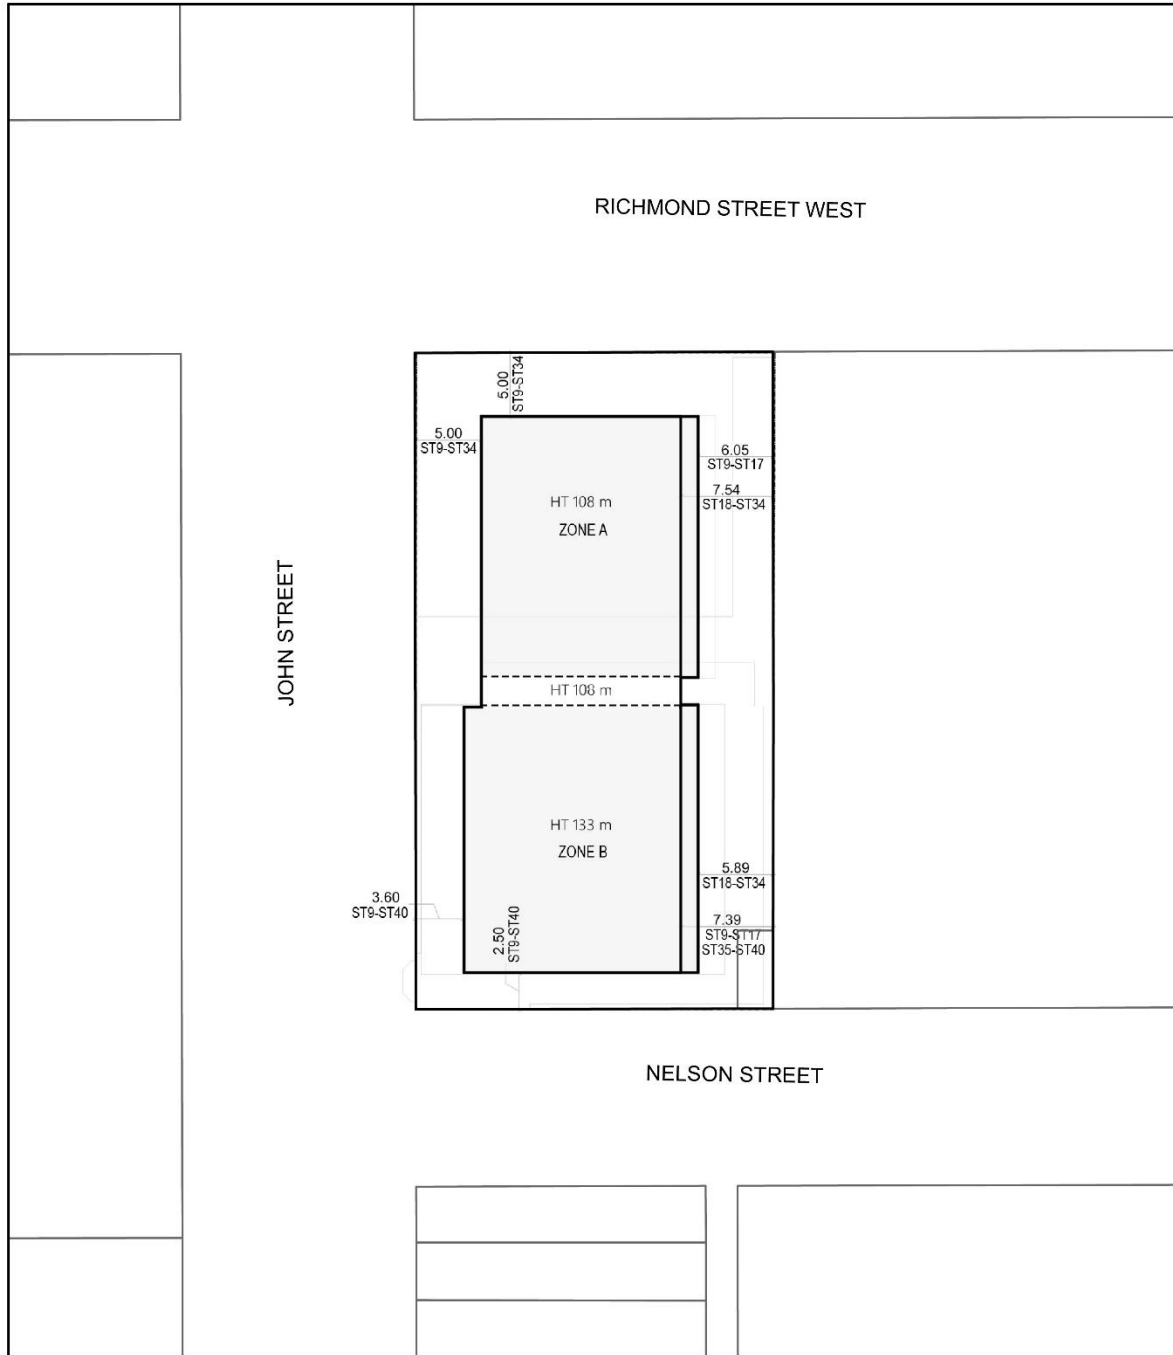 RICHMOND STREET WEST
5.00
ST9-ST34
5.00
ST9-ST34
6.05
ST9-ST17
7.54
ST18-ST34
HT 108 m
ZONE A
JOHN STREET
HT 108 m
HT 133 m
ZONE B
5.89
ST18-ST34
3.60
ST9-ST40
2.50
ST9-ST40
7.39
ST9-ST17
ST35-ST40
NELSON STREET